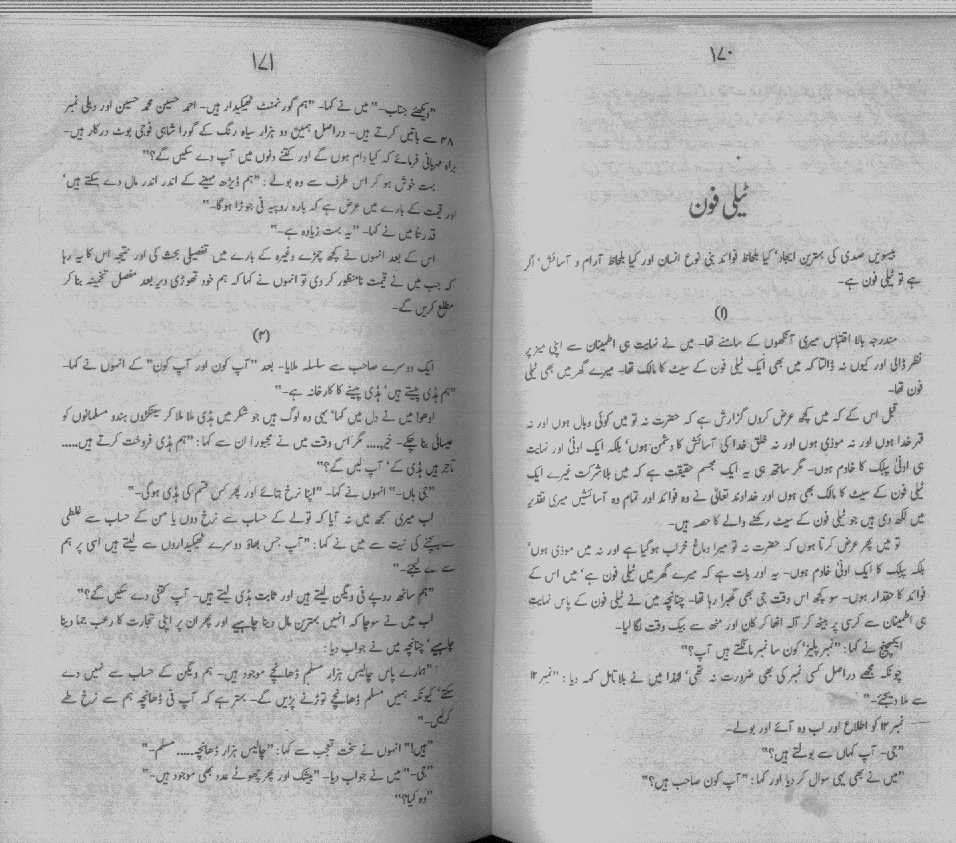 ۱۷۰
ٹیلی فون
بیسویں صدی کی بہترین ایجاد' کیا بلحاظ فوائد بنی نوع انسان اور کیا بلحاظ آرام و آسائش' اگر
ہے تو ٹیلی فون ہے۔
(۱)
مندرجہ بالا اقتباس میری آنکھوں کے سامنے تھا۔ میں نے نہایت ہی اطمینان سے اپنی میز پر
نظر ڈالی اور کیوں نہ ڈالتا کہ میں بھی ایک ٹیلی فون کے سیٹ کا مالک تھا۔ میرے گھر میں بھی ٹیلی
فون تھا۔
قبل اس کے کہ میں کچھ عرض کروں گزارش ہے کہ حضرت نہ تو میں کوئی وبال ہوں اور نہ
قہر خدا ہوں اور نہ موذی ہوں اور نہ خلق خدا کی آسائش کا دشمن ہوں' بلکہ ایک اولیٰ اور نہایت
ہی ادنیٰ پبلک کا خادم ہوں۔ مگر ساتھ ہی یہ ایک مجسم حقیقت ہے کہ میں بلاشرکت غیرے ایک
ٹیلی فون کے سیٹ کا مالک بھی ہوں اور خداوند تعالیٰ نے وہ فوائد اور تمام وہ آسائشیں میری تقدیر
میں لکھ دی ہیں جو ٹیلی فون کے سیٹ رکھنے والے کا حصہ ہیں۔
تو میں پھر عرض کرتا ہوں کہ حضرت نہ تو میرا دماغ خراب ہوگیا ہے اور نہ میں موذی ہوں'
بلکہ پبلک کا ایک ادنیٰ خادم ہوں۔ یہ اور بات ہے کہ میرے گھر میں ٹیلی فون ہے' میں اس کے
فوائد کا حقدار ہوں۔ سو کچھ اس وقت جی بھی گھبرا رہا تھا۔ چنانچہ میں نے ٹیلی فون کے پاس نہایت
ہی اطمینان سے کرسی پر بیٹھ کر آلہ اٹھا کر کان اور منھ سے بیک وقت لگا لیا۔
ایکسچینج نے کہا: "نمبر پلیز' کون سا نمبر مانگتے ہیں آپ؟"
چونکہ مجھے دراصل کسی نمبر کی بھی ضرورت نہ تھی' لہٰذا میں نے بلاتامل کہہ دیا: "نمبر ۱۳
سے ملا دیجئے۔"
نمبر ۱۳ کو اطلاع اور اب وہ آئے اور بولے۔
"جی۔ آپ کہاں سے بولتے ہیں؟"
"میں نے بھی یہی سوال کر دیا اور کہا: "آپ کون صاحب ہیں؟"
۱۷۱
"دیکھئے جناب۔" میں نے کہا۔ "ہم گورنمنٹ ٹھیکیدار ہیں۔ احمد حسین محمد حسین اور دہلی نمبر
۴۸ سے باتیں کرتے ہیں۔ دراصل ہمیں دو ہزار سیاہ رنگ کے گورا شاہی فوجی بوٹ درکار ہیں۔
براہ مہربانی فرمائے کہ کیا دام ہوں گے اور کتنے دنوں میں آپ دے سکیں گے؟"
بہت خوش ہو کر اس طرف سے وہ بولے: "ہم ڈیڑھ مہینے کے اندر اندر مال دے سکتے ہیں'
اور قیمت کے بارے میں عرض ہے کہ بارہ روپیہ فی جوڑا ہوگا۔"
قدرتا میں نے کہا۔ "یہ بہت زیادہ ہے۔"
اس کے بعد انہوں نے کچھ چمڑے وغیرہ کے بارے میں تفصیلی بحث کی اور نتیجہ اس کا یہ رہا
کہ جب میں نے قیمت نامنظور کر دی تو انہوں نے کہا کہ ہم خود تھوڑی دیر بعد مفصل تخمینہ بنا کر
مطلع کریں گے۔
(۲)
ایک دوسرے صاحب سے سلسلہ ملایا۔ بعد "آپ کون اور آپ کون" کے انہوں نے کہا۔
"ہم ہڈی پیستے ہیں' ہڈی پیسنے کا کارخانہ ہے۔"
اوھو! میں نے دل میں کہا' یہی وہ لوگ ہیں جو شکر میں ہڈی ملا ملا کر سینکڑوں ہندو مسلمانوں کو
عیسائی بنا چکے۔ خیر.... مگر اس وقت میں نے مجبورا ان سے کہا: "ہم ہڈی فروخت کرتے ہیں.....
تاجر ہیں ہڈی کے' آپ لیں گے؟"
"جی ہاں۔" انہوں نے کہا۔ "اپنا نرخ بتائے اور پھر کس قسم کی ہڈی ہوگی۔"
اب میری سمجھ میں نہ آیا کہ تولے کے حساب سے نرخ دوں یا من کے حساب سے غلطی
سے بچنے کی نیت سے میں نے کہا: "آپ جس بھاؤ دوسرے ٹھیکیداروں سے لیتے ہیں اسی پر ہم
سے لے لیجئے۔"
"ہم ساٹھ روپے فی ویگن لیتے ہیں اور ثابت ہڈی لیتے ہیں۔ آپ کتنی دے سکیں گے؟"
اب میں نے سوچا کہ انہیں بہترین مال دینا چاہیے اور پھر ان پر اپنی تجارت کا رعب جما دینا
چاہیے' چنانچہ میں نے جواب دیا:
"ہمارے پاس چالیس ہزار مسلم ڈھانچے موجود ہیں۔ ہم ویگن کے حساب سے نہیں دے
سکتے' کیونکہ ہمیں مسلم ڈھانچے توڑنے پڑیں گے۔ بہتر ہے کہ آپ فی ڈھانچہ ہم سے نرخ طے
کرلیں۔"
"ہیں!" انہوں نے سخت تعجب سے کہا: "چالیس ہزار ڈھانچہ..... مسلم۔"
"جی۔" میں نے جواب دیا۔ "بیشک اور پھر چھوٹے عدد بھی موجود ہیں۔"
"وہ کیا؟"